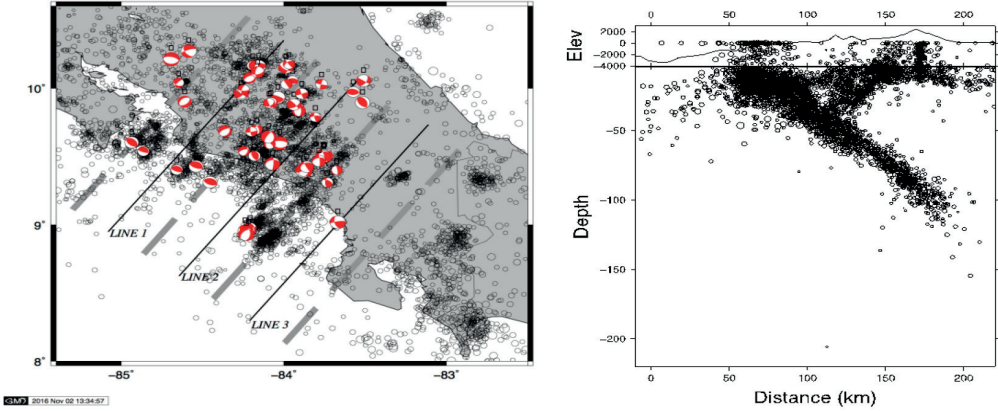 10°
9°
8°
LINE 1
LINE 2
LINE 3
-85° -84° -83°
GMD 2016 Nov 02 13:34:57
0 50 100 150 200
Elev
2000
0
-2000
-4000
Depth
-50
-100
-150
-200
0 50 100 150 200
Distance (km)